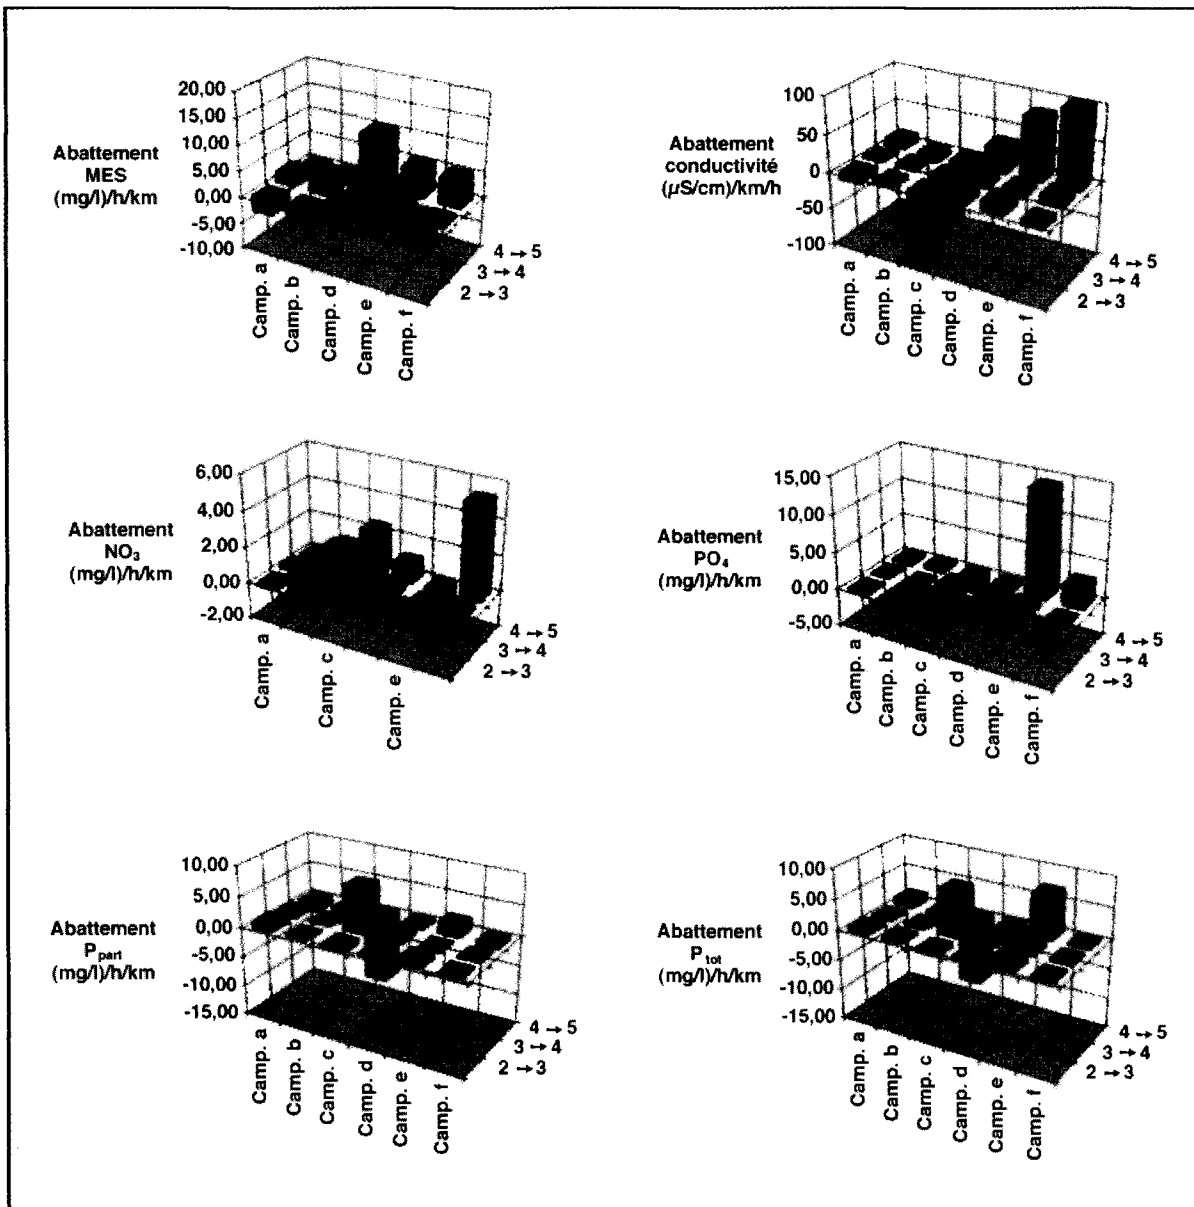 20,00
15,00
10,00
5,00
0,00
-5,00
-10,00
Abattement
MES
(mg/l)/h/km
Camp. a
Camp. b
Camp. d
Camp. e
Camp. f
4 → 5
3 → 4
2 → 3
100
50
0
-50
-100
Abattement
conductivité
(µS/cm)/km/h
Camp. a
Camp. b
Camp. c
Camp. d
Camp. e
Camp. f
4 → 5
3 → 4
2 → 3
6,00
4,00
2,00
0,00
-2,00
Abattement
NO₃
(mg/l)/h/km
Camp. a
Camp. c
Camp. e
4 → 5
3 → 4
2 → 3
15,00
10,00
5,00
0,00
-5,00
Abattement
PO₄
(mg/l)/h/km
Camp. a
Camp. b
Camp. c
Camp. d
Camp. e
Camp. f
4 → 5
3 → 4
2 → 3
10,00
5,00
0,00
-5,00
-10,00
-15,00
Abattement
P part
(mg/l)/h/km
Camp. a
Camp. b
Camp. c
Camp. d
Camp. e
Camp. f
4 → 5
3 → 4
2 → 3
10,00
5,00
0,00
-5,00
-10,00
-15,00
Abattement
P tot
(mg/l)/h/km
Camp. a
Camp. b
Camp. c
Camp. d
Camp. e
Camp. f
4 → 5
3 → 4
2 → 3